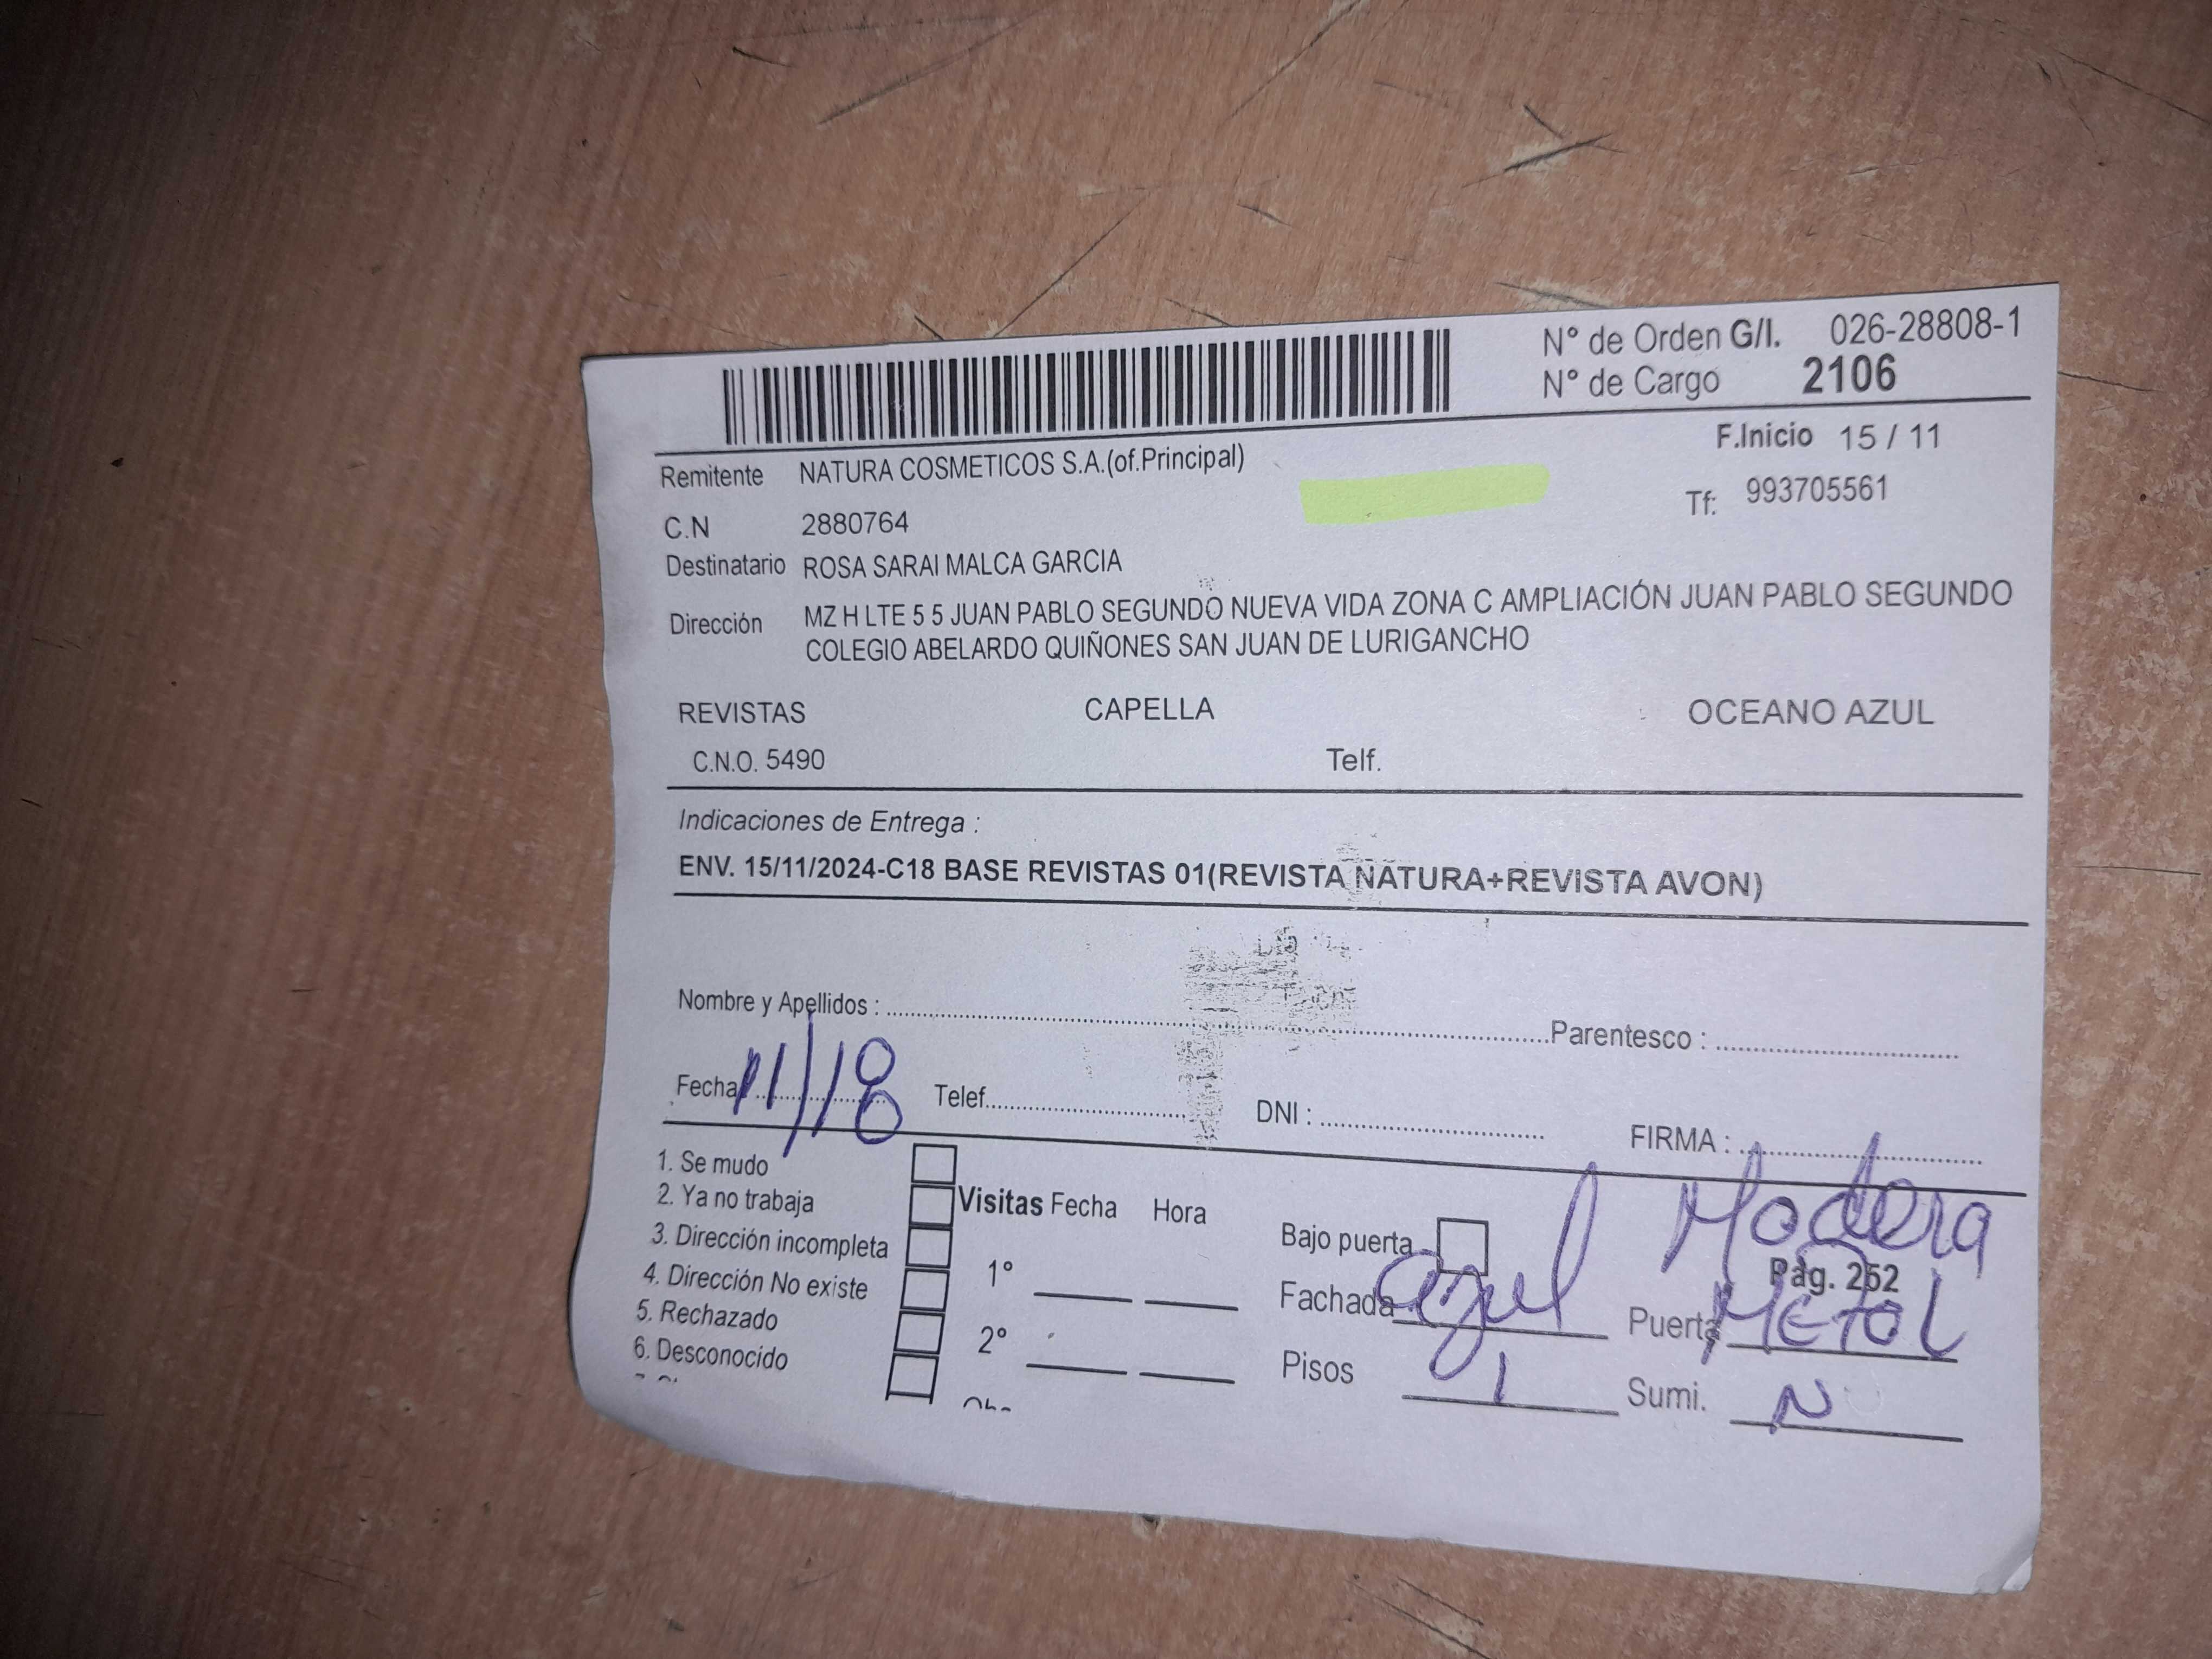 N° de Orden G/I. 026-28808-1
N° de Cargo 2106
F.Inicio 15 / 11
Remitente NATURA COSMETICOS S.A.(of.Principal)
Tf: 993705561
C.N 2880764
Destinatario ROSA SARAI MALCA GARCIA
Dirección MZ H LTE 5 5 JUAN PABLO SEGUNDO NUEVA VIDA ZONA C AMPLIACIÓN JUAN PABLO SEGUNDO
COLEGIO ABELARDO QUIÑONES SAN JUAN DE LURIGANCHO
REVISTAS CAPELLA OCEANO AZUL
C.N.O. 5490 Telf.
Indicaciones de Entrega :
ENV. 15/11/2024-C18 BASE REVISTAS 01(REVISTA NATURA+REVISTA AVON)
Nombre y Apellidos : Parentesco :
Fecha 11/18 Telef. DNI : FIRMA :
1. Se mudo
2. Ya no trabaja
3. Dirección incompleta
4. Dirección No existe
5. Rechazado
6. Desconocido
Visitas Fecha Hora
1°
2°
Bajo puerta
Fachada azul
Pisos 1
Madera
Pág. 252
Puerta METAL
Sumi. N